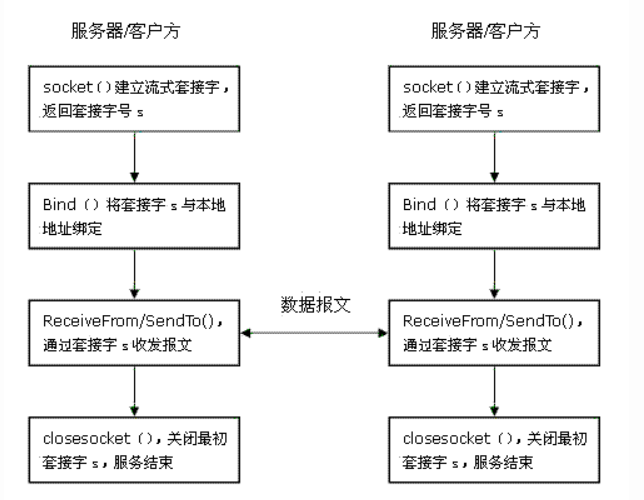 服务器/客户方
socket()建立流式套接字，
返回套接字号 s
Bind （）将套接字 s 与本地
地址绑定
ReceiveFrom/SendTo()，
通过套接字 s 收发报文
closesocket （），关闭最初
套接字 s，服务结束
数据报文
服务器/客户方
socket()建立流式套接字，
返回套接字号 s
Bind （）将套接字 s 与本地
地址绑定
ReceiveFrom/SendTo()，
通过套接字 s 收发报文
closesocket （），关闭最初
套接字 s，服务结束